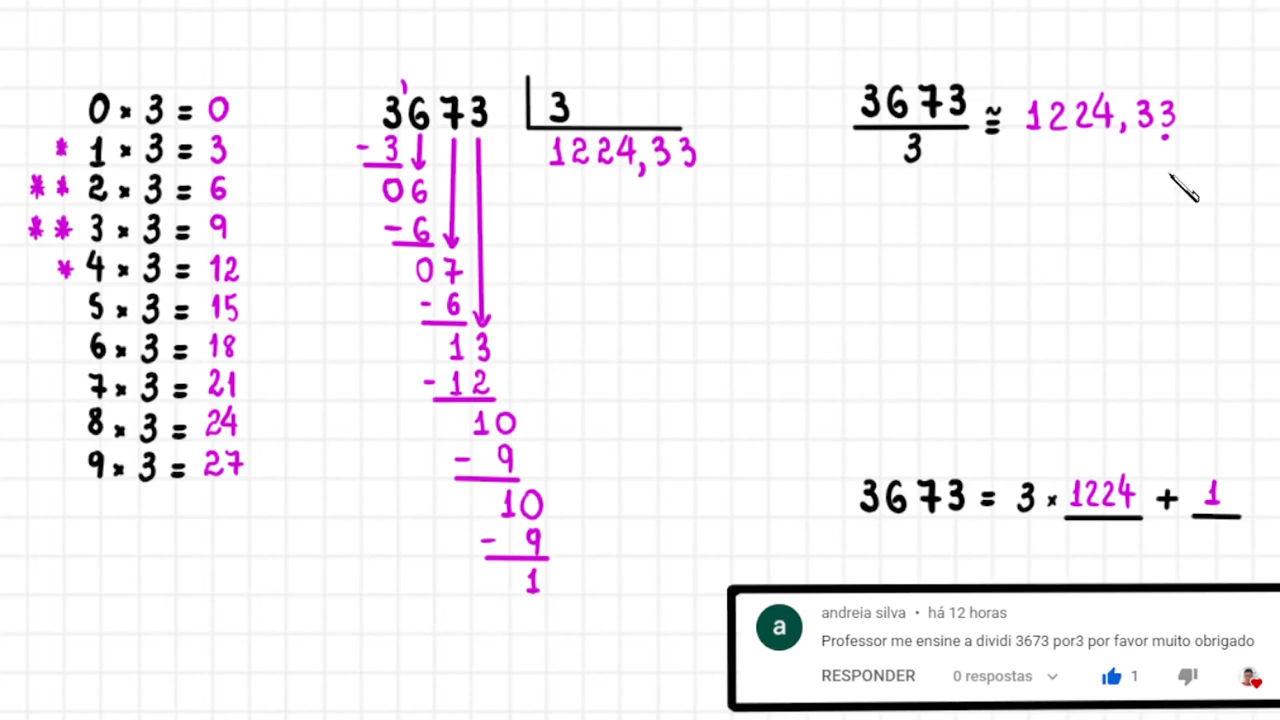 0 × 3 = 0
* 1 × 3 = 3
** 2 × 3 = 6
** 3 × 3 = 9
* 4 × 3 = 12
5 × 3 = 15
6 × 3 = 18
7 × 3 = 21
8 × 3 = 24
9 × 3 = 27
3'673 3
- 3 1224,33
06
- 6
07
- 6
13
- 12
10
- 9
10
- 9
1
3673
3 ≅ 1224,33
3673 = 3 × 1224 + 1
a
andreia silva • há 12 horas
Professor me ensine a dividi 3673 por3 por favor muito obrigado
RESPONDER 0 respostas 1